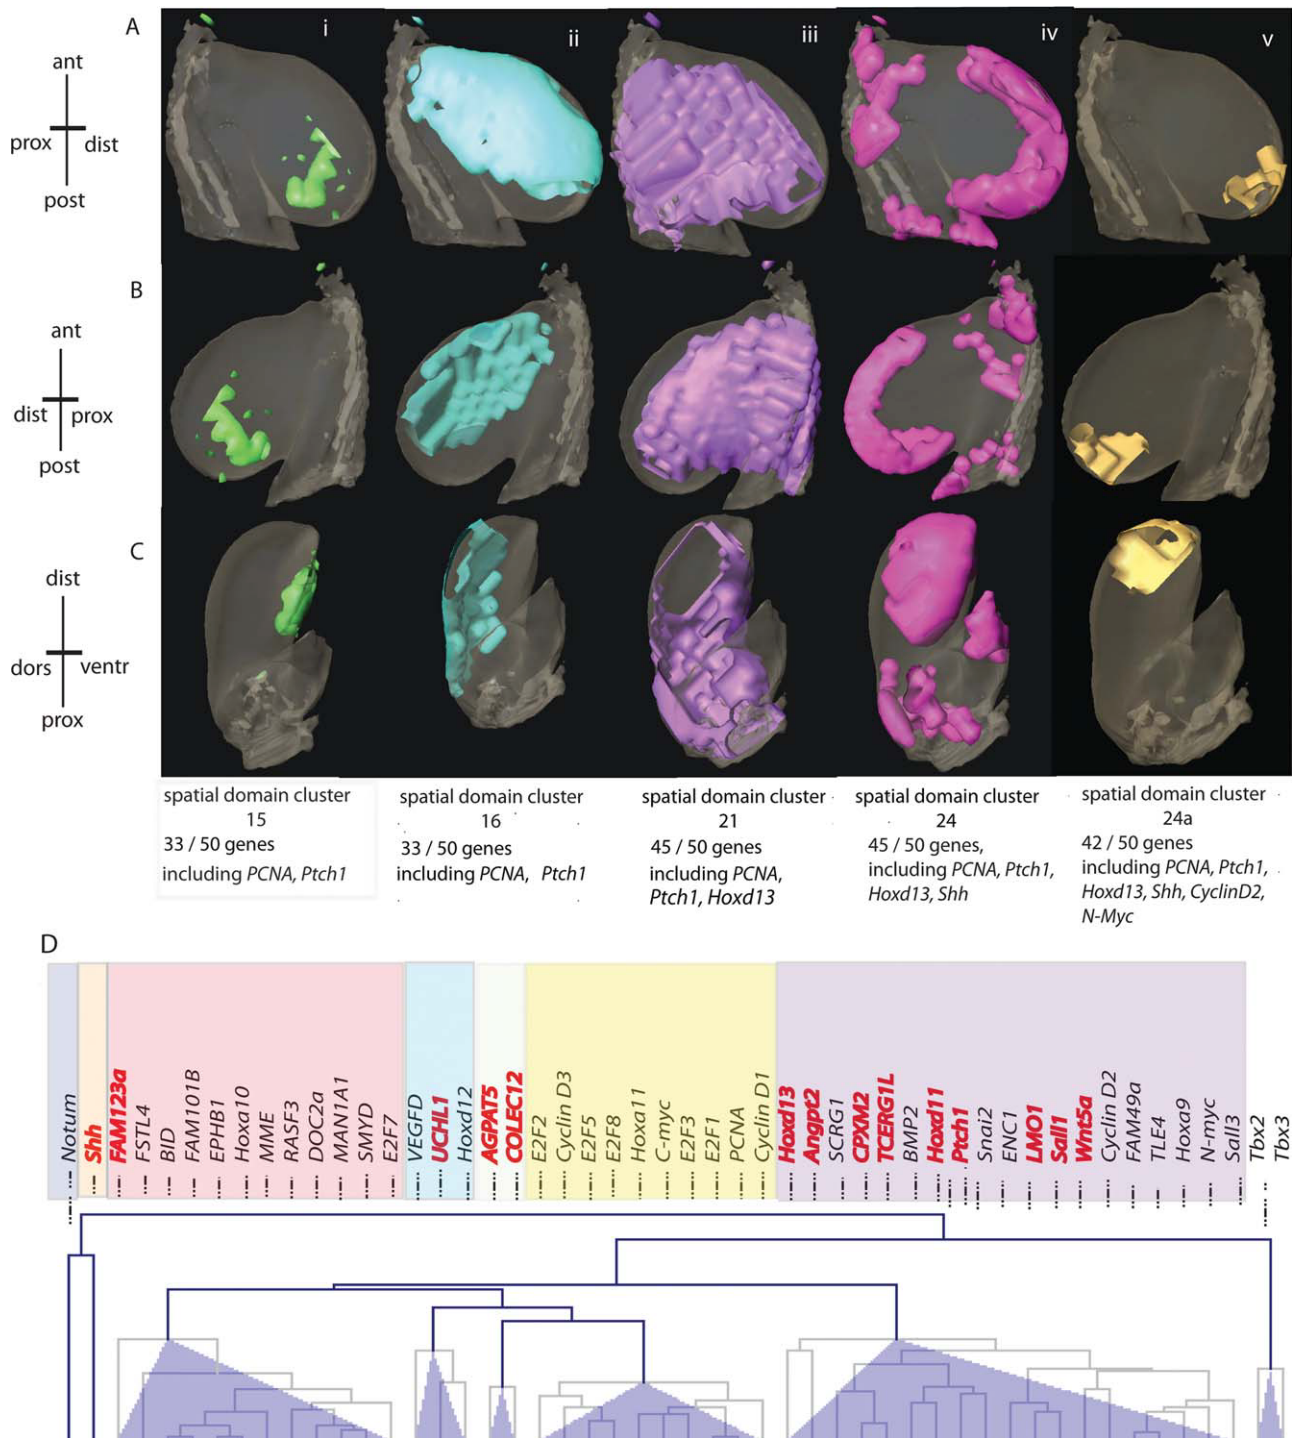 A
i
ii
iii
iv
v
ant
prox
dist
post
B
ant
dist
prox
post
C
dist
dors
ventr
prox
spatial domain cluster
15
33 / 50 genes
including PCNA, Ptch1
spatial domain cluster
16
33 / 50 genes
including PCNA, Ptch1
spatial domain cluster
21
45 / 50 genes
including PCNA,
Ptch1, Hoxd13
spatial domain cluster
24
45 / 50 genes,
including PCNA, Ptch1,
Hoxd13, Shh
spatial domain cluster
24a
42 / 50 genes
including PCNA, Ptch1,
Hoxd13, Shh, CyclinD2,
N-Myc
D
Notum
Shh
FAM123a
FSTL4
BID
FAM101B
EPHB1
Hoxa10
MME
RASF3
DOC2a
MAN1A1
SMYD
E2F7
VEGFD
UCHL1
Hoxd12
AGPAT5
COLEC12
E2F2
Cyclin D3
E2F5
E2F8
Hoxa11
C-myc
E2F3
E2F1
PCNA
Cyclin D1
Hoxd13
Angpt2
SCRG1
CPXM2
TCERG1L
BMP2
Hoxd11
Ptch1
Snai2
ENC1
LMO1
Sall1
Wnt5a
Cyclin D2
FAM49a
TLE4
Hoxa9
N-myc
Sall3
Tbx2
Tbx3